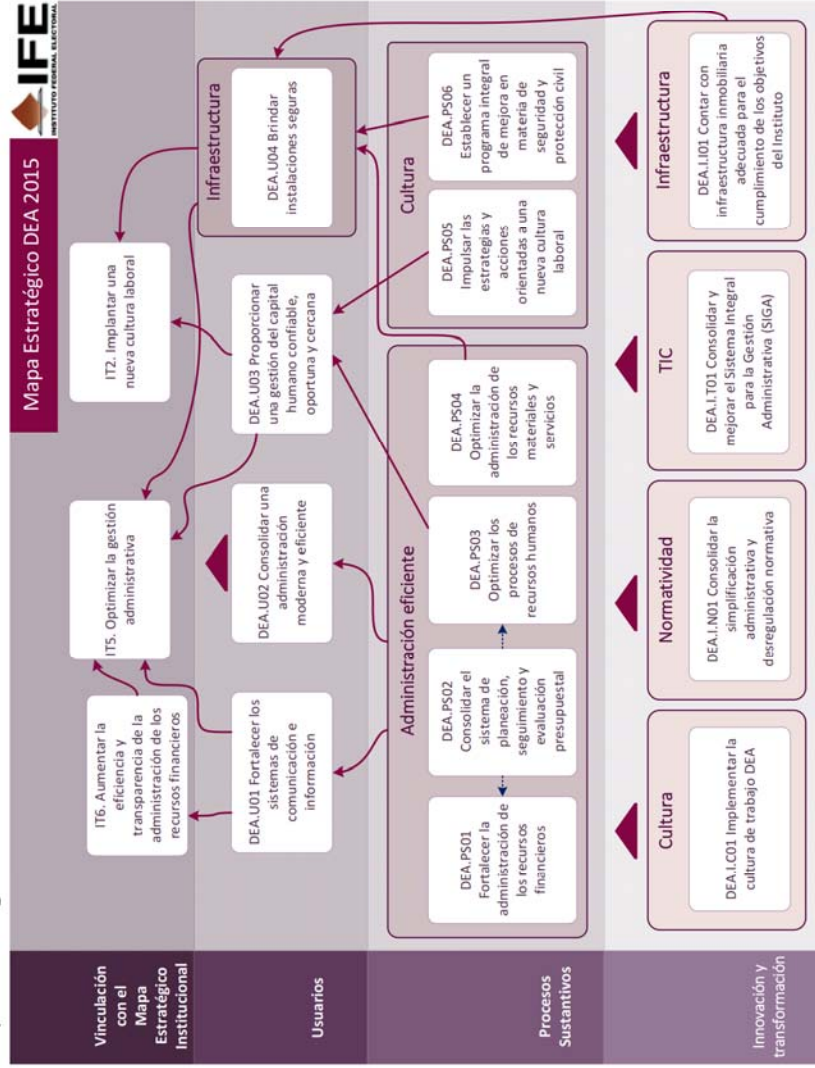 Mapa Estratégico DEA 2015
IFE
INSTITUTO FEDERAL ELECTORAL
Vinculación
con el
Mapa
Estratégico
Institucional
IT6. Aumentar la
eficiencia y
transparencia de la
administración de los
recursos financieros
IT5. Optimizar la gestión
administrativa
IT2. Implantar una
nueva cultura laboral
Usuarios
DEA.U01 Fortalecer los
sistemas de
comunicación e
información
DEA.U02 Consolidar una
administración
moderna y eficiente
DEA.U03 Proporcionar
una gestión del capital
humano confiable,
oportuna y cercana
Infraestructura
DEA.U04 Brindar
instalaciones seguras
Procesos
Sustantivos
Administración eficiente
DEA.PS01
Fortalecer la
administración de
los recursos
financieros
DEA.PS02
Consolidar el
sistema de
planeación,
seguimiento y
evaluación
presupuestal
DEA.PS03
Optimizar los
procesos de
recursos humanos
DEA.PS04
Optimizar la
administración de
los recursos
materiales y
servicios
Cultura
DEA.PS05
Impulsar las
estrategias y
acciones
orientadas a una
nueva cultura
laboral
DEA.PS06
Establecer un
programa integral
de mejora en
materia de
seguridad y
protección civil
Innovación y
transformación
Cultura
DEA.I.C01 Implementar la
cultura de trabajo DEA
Normatividad
DEA.I.N01 Consolidar la
simplificación
administrativa y
desregulación normativa
TIC
DEA.I.T01 Consolidar y
mejorar el Sistema Integral
para la Gestión
Administrativa (SIGA)
Infraestructura
DEA.I.I01 Contar con
infraestructura inmobiliaria
adecuada para el
cumplimiento de los objetivos
del Instituto